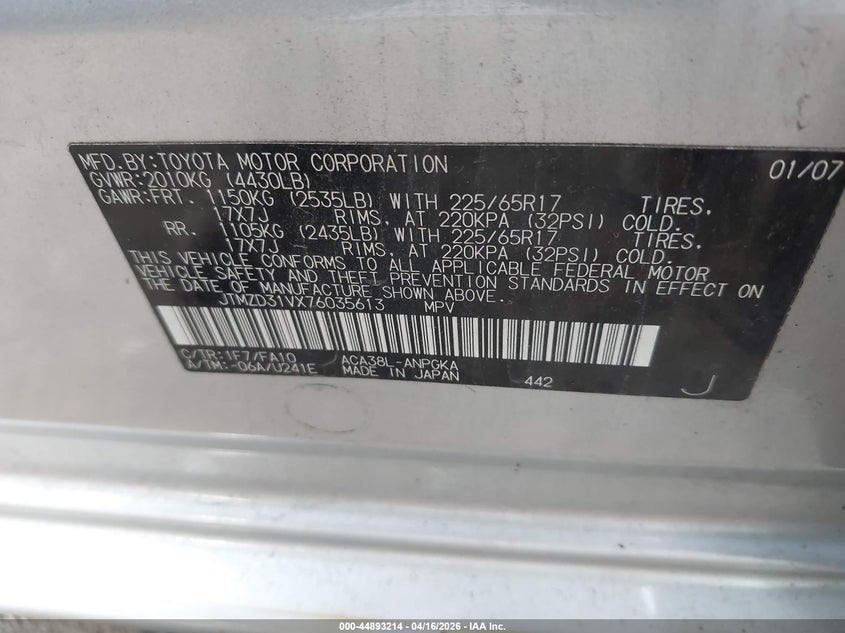 MFD.BY:TOYOTA MOTOR CORPORATION 01/07
GVWR:2010KG (4430LB)
GAWR:FRT. 1150KG (2535LB) WITH 225/65R17 TIRES.
17X7J RIMS. AT 220KPA (32PSI) COLD.
RR. 1105KG (2435LB) WITH 225/65R17 TIRES.
17X7J RIMS. AT 220KPA (32PSI) COLD.
THIS VEHICLE CONFORMS TO ALL APPLICABLE FEDERAL MOTOR
VEHICLE SAFETY AND THEFT PREVENTION STANDARDS IN EFFECT ON
THE DATE OF MANUFACTURE SHOWN ABOVE.
JTMZD31VX76035613 MPV
C/TR:1F7/FA10 ACA38L-ANPGKA
A/TM:-06A/U241E MADE IN JAPAN 442 J
000-44893214 - 04/16/2026 - IAA Inc.